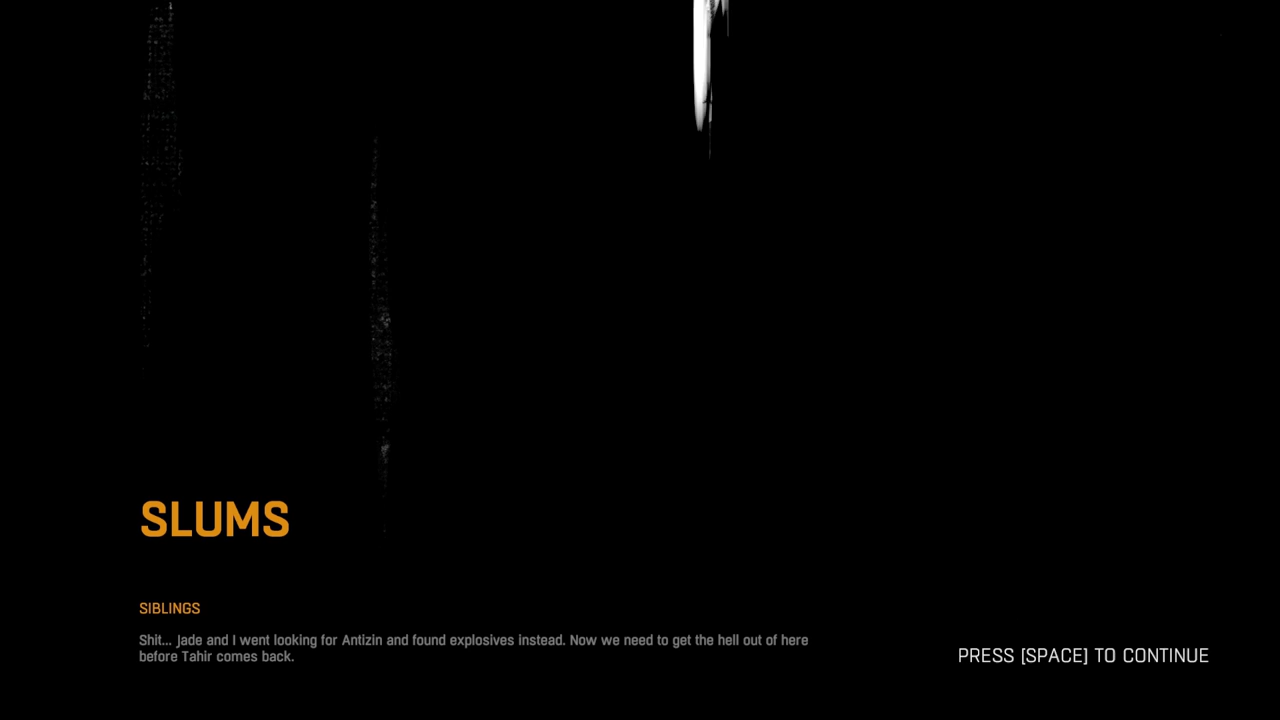 SLUMS
SIBLINGS
Shit... Jade and I went looking for Antizin and found explosives instead. Now we need to get the hell out of here
before Tahir comes back.
PRESS [SPACE] TO CONTINUE